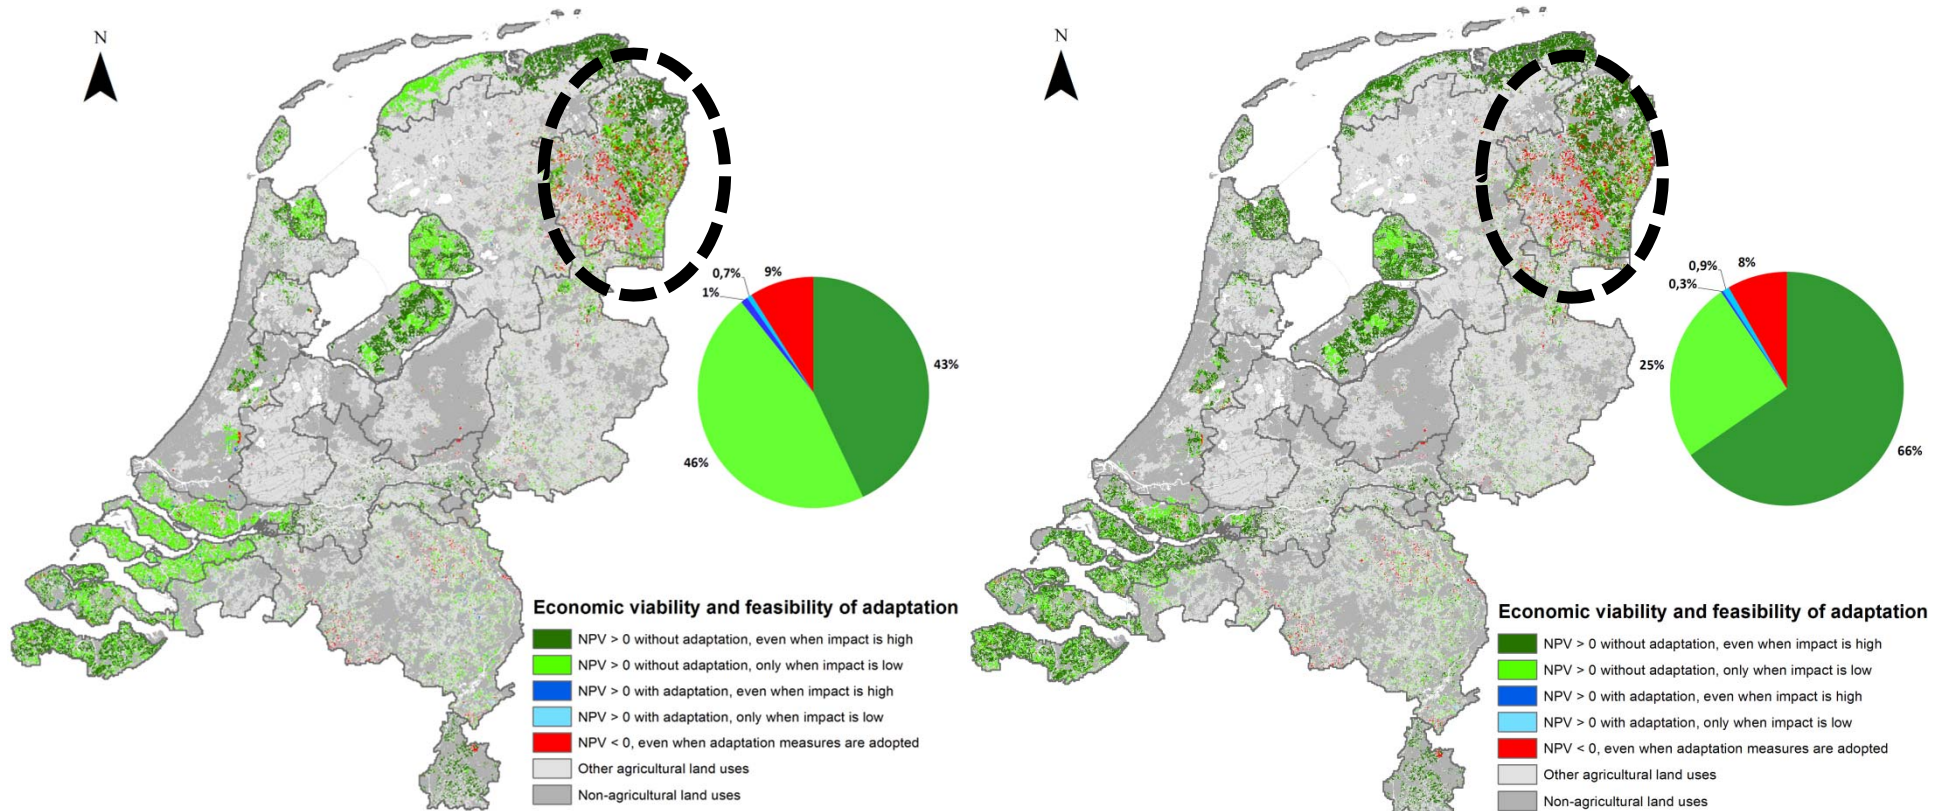 N
0,7%
9%
1%
43%
46%
Economic viability and feasibility of adaptation
NPV > 0 without adaptation, even when impact is high
NPV > 0 without adaptation, only when impact is low
NPV > 0 with adaptation, even when impact is high
NPV > 0 with adaptation, only when impact is low
NPV < 0, even when adaptation measures are adopted
Other agricultural land uses
Non-agricultural land uses
N
0,9%
8%
0,3%
25%
66%
Economic viability and feasibility of adaptation
NPV > 0 without adaptation, even when impact is high
NPV > 0 without adaptation, only when impact is low
NPV > 0 with adaptation, even when impact is high
NPV > 0 with adaptation, only when impact is low
NPV < 0, even when adaptation measures are adopted
Other agricultural land uses
Non-agricultural land uses